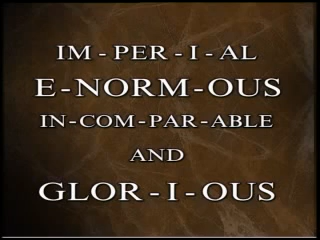 IM - PER - I - AL
E - NORM - OUS
IN - COM - PAR - ABLE
AND
GLOR - I - OUS